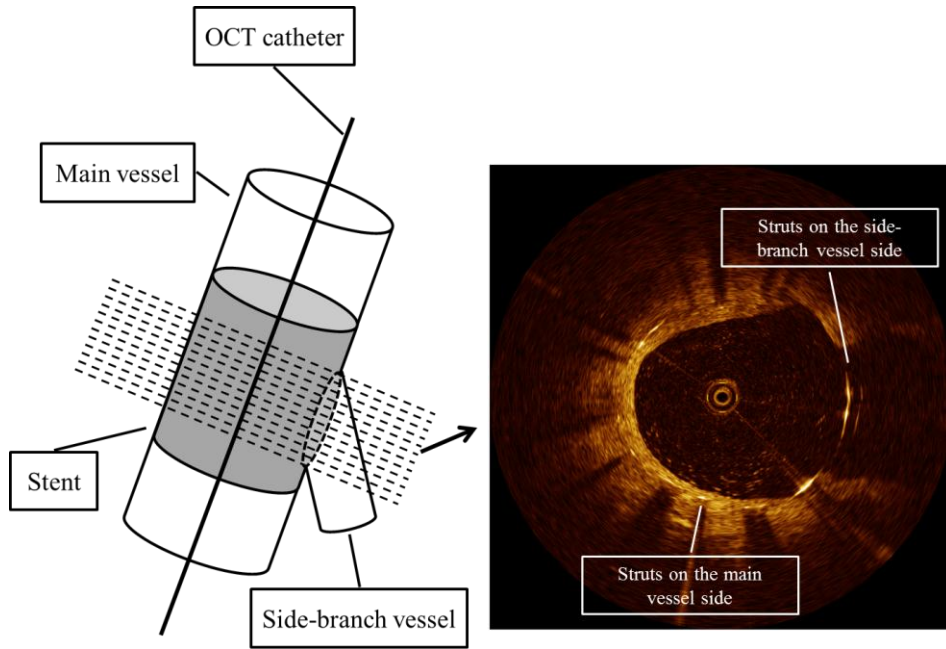 OCT catheter
Main vessel
Stent
Side-branch vessel
Struts on the side-
branch vessel side
Struts on the main
vessel side